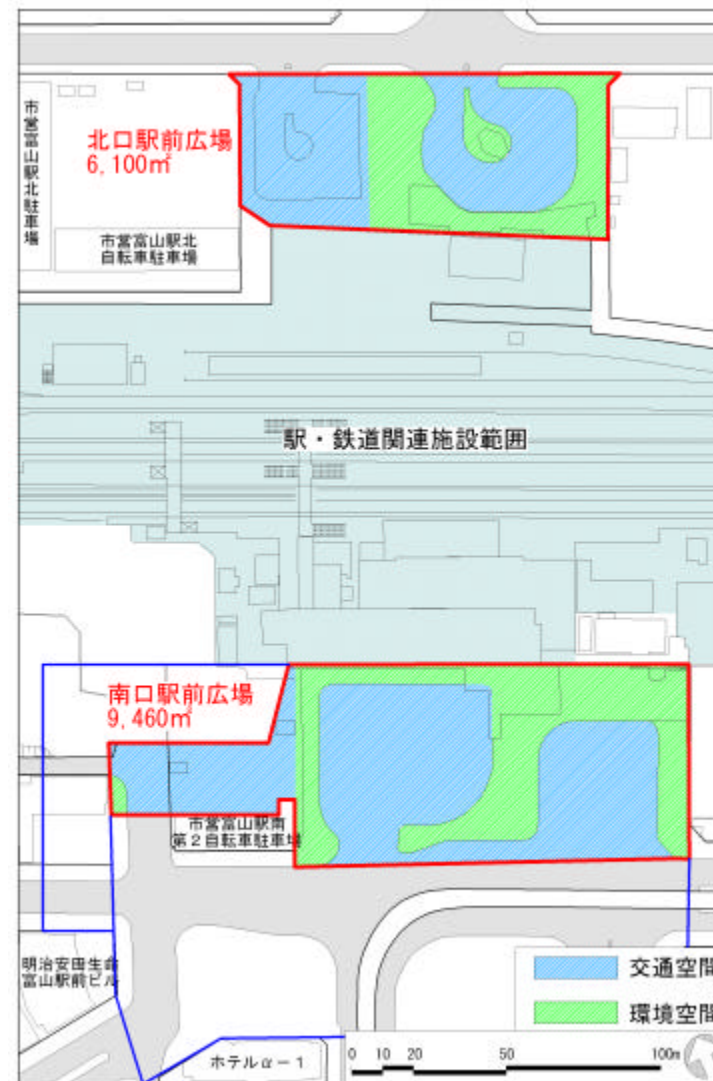 北口駅前広場
6,100㎡
市営富山駅北駐車場
市営富山駅北
自転車駐車場
駅・鉄道関連施設範囲
南口駅前広場
9,460㎡
市営富山駅南
第2自転車駐車場
明治安田生命
富山駅前ビル
ホテルα-1
交通空間
環境空間
0 10 20 50 100m